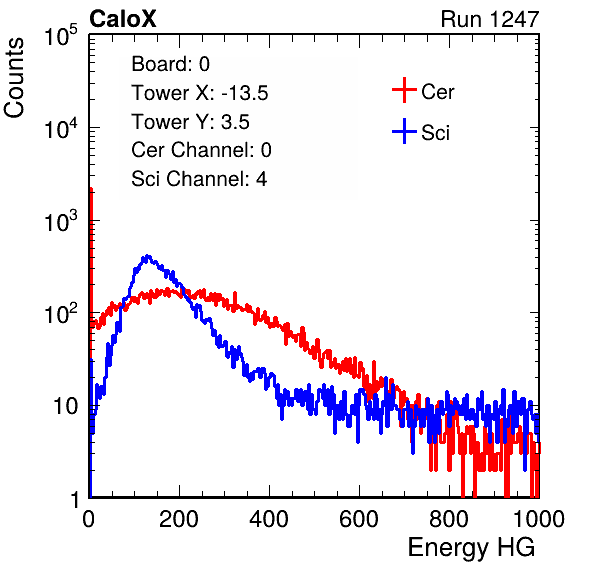 CaloX Run 1247
Counts
Board: 0
Tower X: -13.5
Tower Y: 3.5
Cer Channel: 0
Sci Channel: 4
Cer
Sci
10^5
10^4
10^3
10^2
10
1
0 200 400 600 800 1000
Energy HG